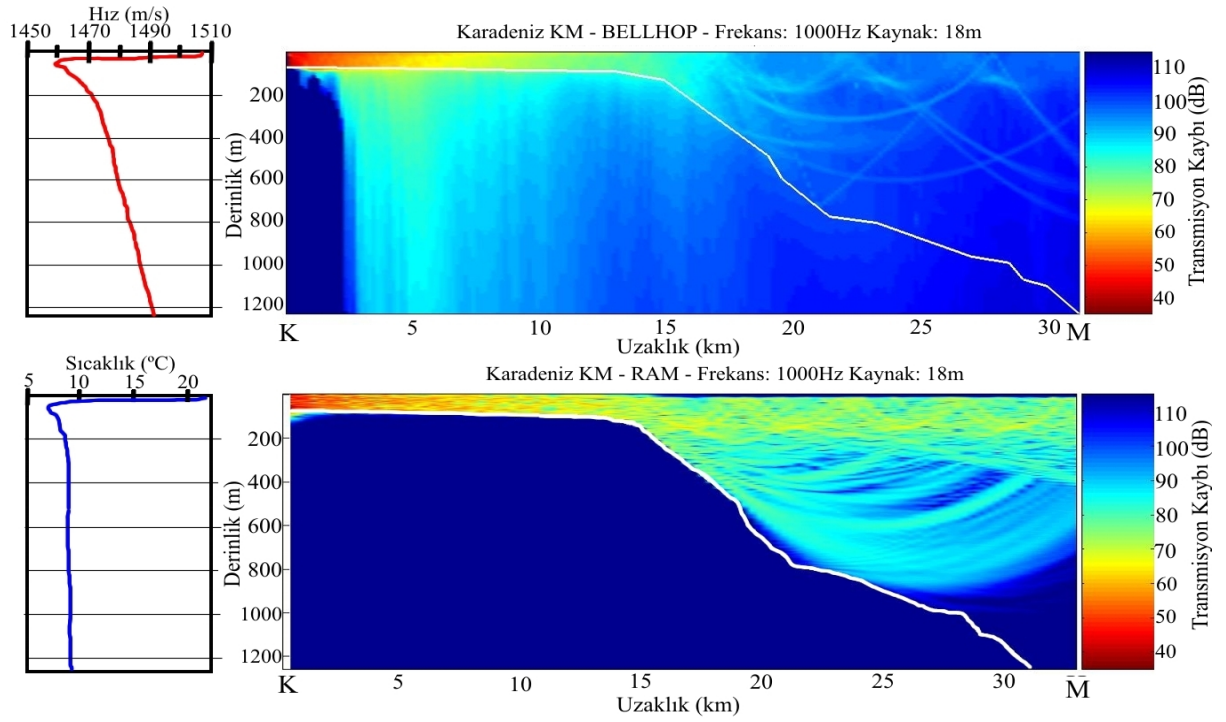 Hız (m/s)
1450 1470 1490 1510
Karadeniz KM - BELLHOP - Frekans: 1000Hz Kaynak: 18m
Derinlik (m)
200
400
600
800
1000
1200
K 5 10 15 20 25 30 M
Uzaklık (km)
110
100
90
80
70
60
50
40
Transmisyon Kaybı (dB)
Sıcaklık (ºC)
5 10 15 20
Karadeniz KM - RAM - Frekans: 1000Hz Kaynak: 18m
Derinlik (m)
200
400
600
800
1000
1200
K 5 10 15 20 25 30 M
Uzaklık (km)
110
100
90
80
70
60
50
40
Transmisyon Kaybı (dB)